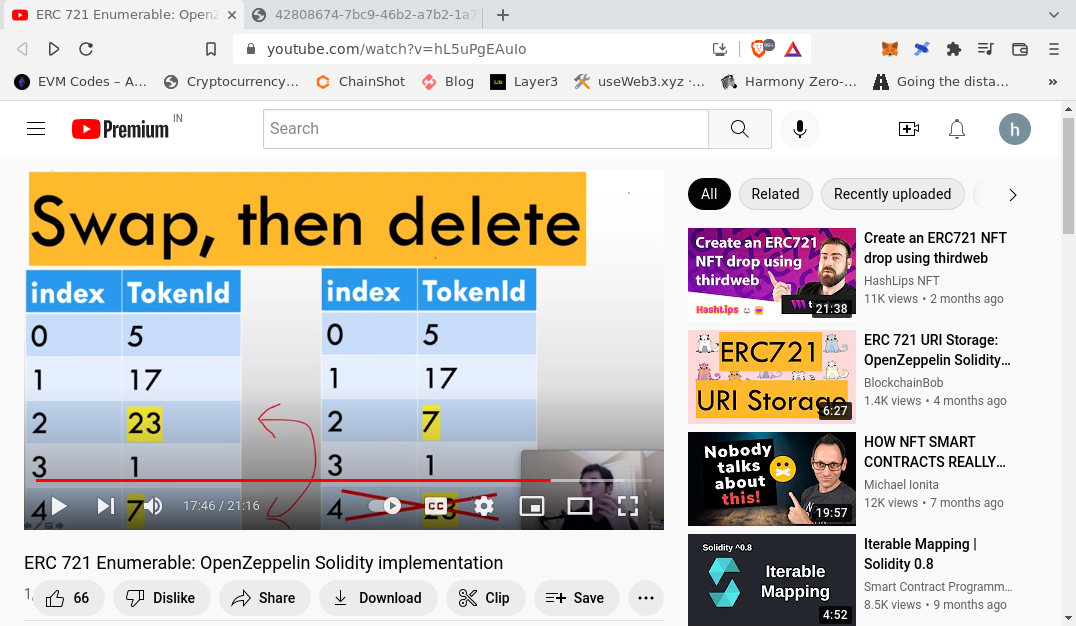 ERC 721 Enumerable: OpenZ
42808674-7bc9-46b2-a7b2-1a7
youtube.com/watch?v=hL5uPgEAuIo
99+
EVM Codes – A...
Cryptocurrency...
ChainShot
Blog
Layer3
useWeb3.xyz ·...
Harmony Zero-...
Going the dista...
»
Premium
IN
Search
h
Swap, then delete
index TokenId
0 5
1 17
2 23
3 1
4 7
index TokenId
0 5
1 17
2 7
3 1
4 23
17:46 / 21:16
CC
ERC 721 Enumerable: OpenZeppelin Solidity implementation
66
Dislike
Share
Download
Clip
Save
All
Related
Recently uploaded
Create an ERC721
NFT drop using
thirdweb
HashLips
21:38
Create an ERC721 NFT
drop using thirdweb
HashLips NFT
11K views • 2 months ago
ERC721
URI Storage
6:27
ERC 721 URI Storage:
OpenZeppelin Solidity...
BlockchainBob
1.4K views • 4 months ago
Nobody
talks
about
this!
19:57
HOW NFT SMART
CONTRACTS REALLY...
Michael Ionita
12K views • 7 months ago
Solidity ^0.8
Iterable
Mapping
4:52
Iterable Mapping |
Solidity 0.8
Smart Contract Programm...
8.5K views • 9 months ago